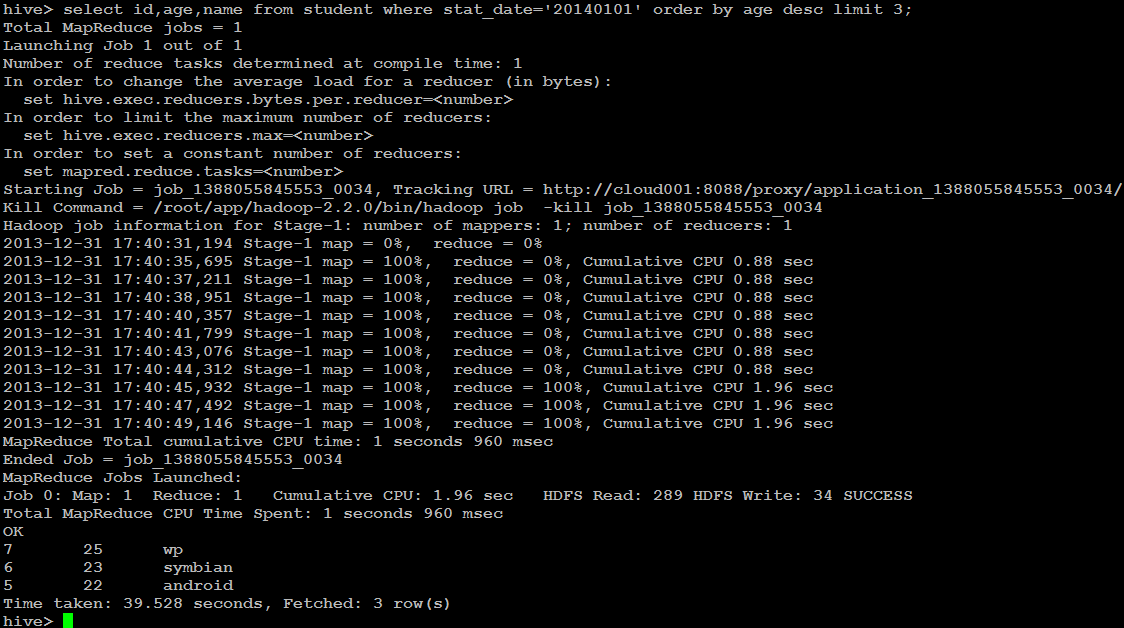 hive> select id,age,name from student where stat_date='20140101' order by age desc limit 3;
Total MapReduce jobs = 1
Launching Job 1 out of 1
Number of reduce tasks determined at compile time: 1
In order to change the average load for a reducer (in bytes):
  set hive.exec.reducers.bytes.per.reducer=<number>
In order to limit the maximum number of reducers:
  set hive.exec.reducers.max=<number>
In order to set a constant number of reducers:
  set mapred.reduce.tasks=<number>
Starting Job = job_1388055845553_0034, Tracking URL = http://cloud001:8088/proxy/application_1388055845553_0034/
Kill Command = /root/app/hadoop-2.2.0/bin/hadoop job  -kill job_1388055845553_0034
Hadoop job information for Stage-1: number of mappers: 1; number of reducers: 1
2013-12-31 17:40:31,194 Stage-1 map = 0%,  reduce = 0%
2013-12-31 17:40:35,695 Stage-1 map = 100%,  reduce = 0%, Cumulative CPU 0.88 sec
2013-12-31 17:40:37,211 Stage-1 map = 100%,  reduce = 0%, Cumulative CPU 0.88 sec
2013-12-31 17:40:38,951 Stage-1 map = 100%,  reduce = 0%, Cumulative CPU 0.88 sec
2013-12-31 17:40:40,357 Stage-1 map = 100%,  reduce = 0%, Cumulative CPU 0.88 sec
2013-12-31 17:40:41,799 Stage-1 map = 100%,  reduce = 0%, Cumulative CPU 0.88 sec
2013-12-31 17:40:43,076 Stage-1 map = 100%,  reduce = 0%, Cumulative CPU 0.88 sec
2013-12-31 17:40:44,312 Stage-1 map = 100%,  reduce = 0%, Cumulative CPU 0.88 sec
2013-12-31 17:40:45,932 Stage-1 map = 100%,  reduce = 100%, Cumulative CPU 1.96 sec
2013-12-31 17:40:47,492 Stage-1 map = 100%,  reduce = 100%, Cumulative CPU 1.96 sec
2013-12-31 17:40:49,146 Stage-1 map = 100%,  reduce = 100%, Cumulative CPU 1.96 sec
MapReduce Total cumulative CPU time: 1 seconds 960 msec
Ended Job = job_1388055845553_0034
MapReduce Jobs Launched:
Job 0: Map: 1  Reduce: 1   Cumulative CPU: 1.96 sec   HDFS Read: 289 HDFS Write: 34 SUCCESS
Total MapReduce CPU Time Spent: 1 seconds 960 msec
OK
7       25      wp
6       23      symbian
5       22      android
Time taken: 39.528 seconds, Fetched: 3 row(s)
hive>